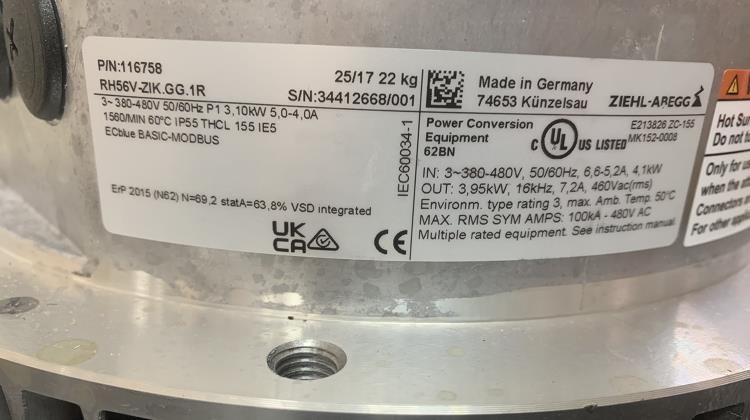 P/N:116758
RH56V-ZIK.GG.1R
25/17 22 kg
S/N:34412668/001
3~ 380-480V 50/60Hz P1 3,10kW 5,0-4,0A
1560/MIN 60°C IP55 THCL 155 IE5
ECblue BASIC-MODBUS
ErP 2015 (N62) N=69,2 statA=63,8% VSD integrated
IEC60034-1
UK
CA
CE
Made in Germany
74653 Künzelsau
ZIEHL-ABEGG
Power Conversion
Equipment
62BN
C UL US LISTED
E213826 ZC-155
MK152-0008
IN: 3~380-480V, 50/60Hz, 6,6-5,2A, 4,1kW
OUT: 3,95kW, 16kHz, 7,2A, 460Vac(rms)
Environm. type rating 3, max. Amb. Temp. 50°C
MAX. RMS SYM AMPS: 100kA - 480V AC
Multiple rated equipment. See instruction manual.
Hot
Do not
Only for
when the
Connectors
For other